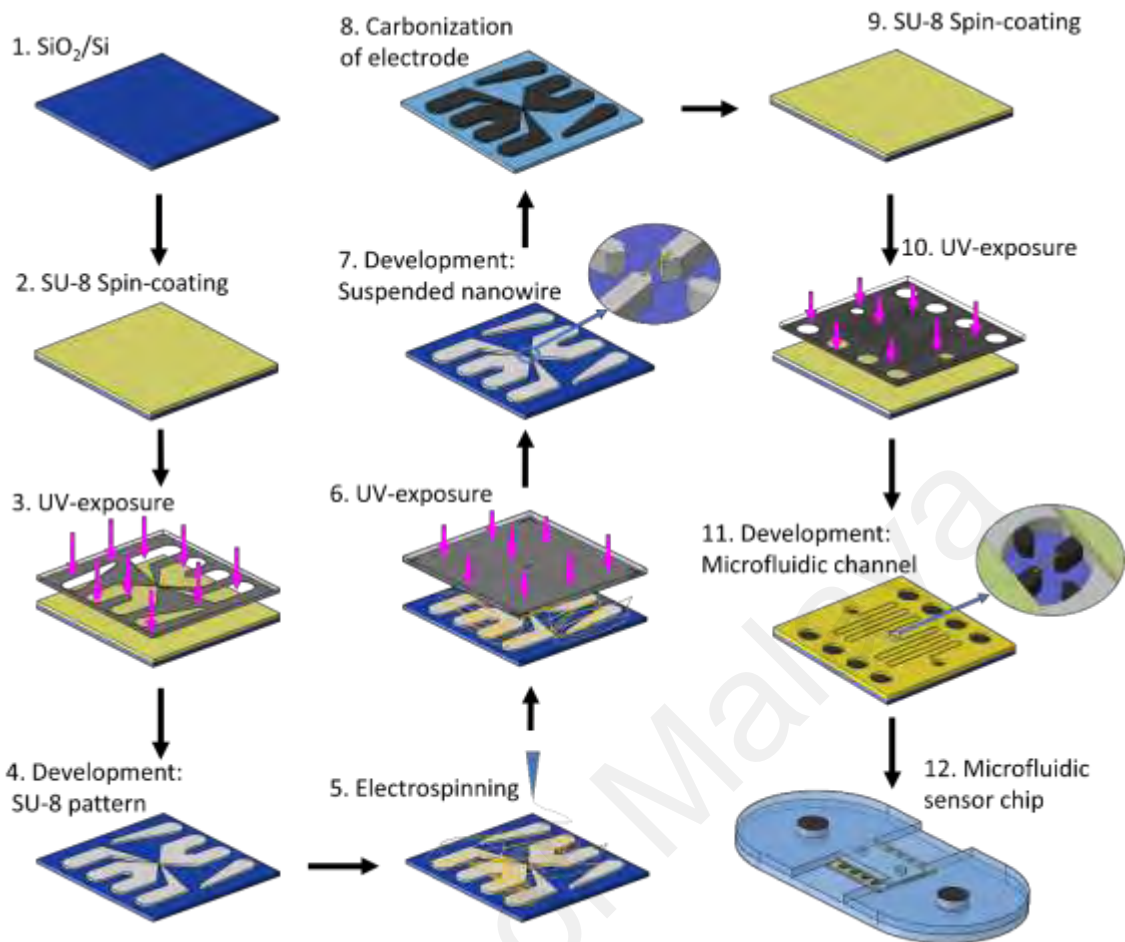 1. SiO₂/Si
2. SU-8 Spin-coating
3. UV-exposure
4. Development:
SU-8 pattern
5. Electrospinning
6. UV-exposure
7. Development:
Suspended nanowire
8. Carbonization
of electrode
9. SU-8 Spin-coating
10. UV-exposure
11. Development:
Microfluidic channel
12. Microfluidic
sensor chip
of Malaya